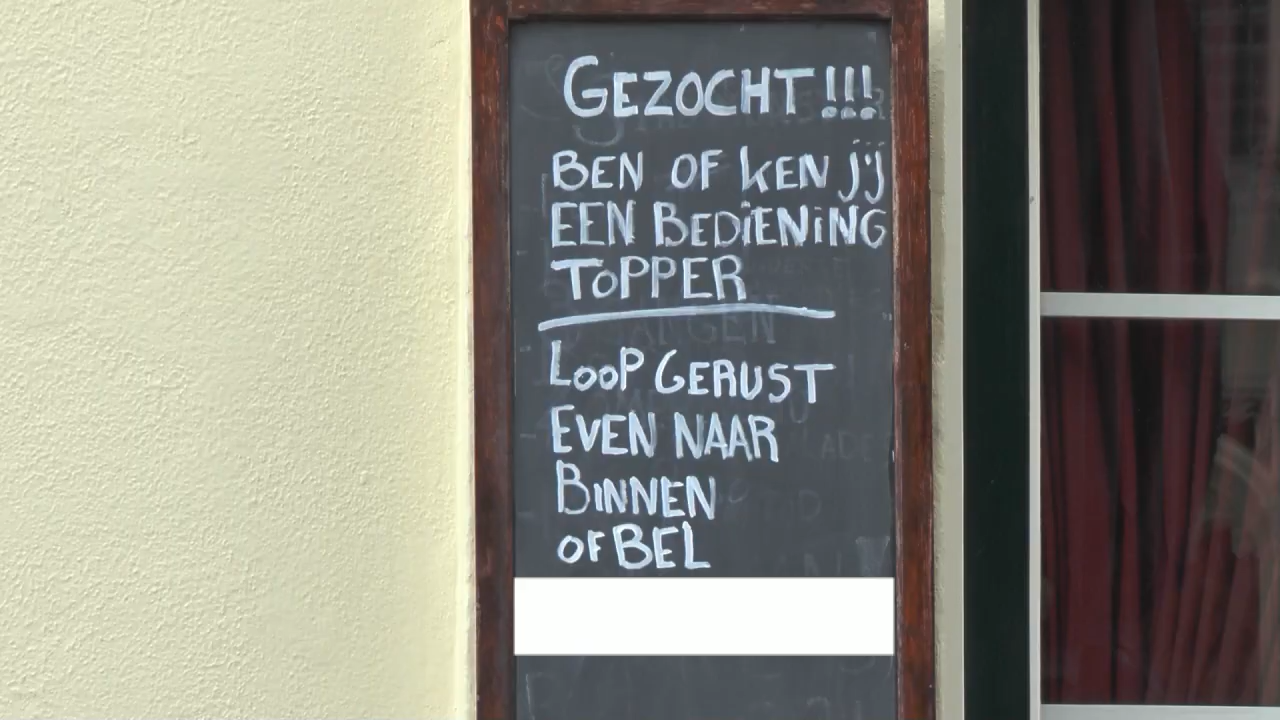 GEZOCHT!!!
BEN OF KEN JIJ
EEN BEDIENING
TOPPER
LOOP GERUST
EVEN NAAR
BINNEN
OF BEL